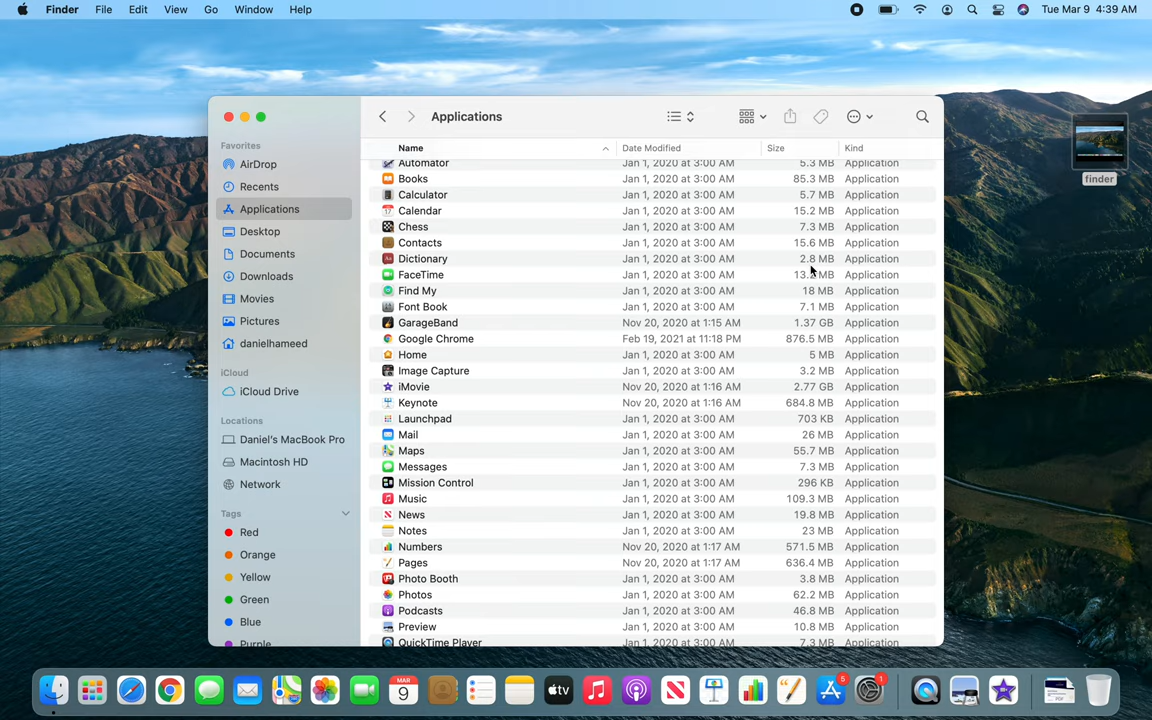 Finder File Edit View Go Window Help Tue Mar 9 4:39 AM
Applications
Favorites
AirDrop
Recents
Applications
Desktop
Documents
Downloads
Movies
Pictures
danielhameed
iCloud
iCloud Drive
Locations
Daniel's MacBook Pro
Macintosh HD
Network
Tags
Red
Orange
Yellow
Green
Blue
Purple
Name Date Modified Size Kind
Automator Jan 1, 2020 at 3:00 AM 5.3 MB Application
Books Jan 1, 2020 at 3:00 AM 85.3 MB Application
Calculator Jan 1, 2020 at 3:00 AM 5.7 MB Application
Calendar Jan 1, 2020 at 3:00 AM 15.2 MB Application
Chess Jan 1, 2020 at 3:00 AM 7.3 MB Application
Contacts Jan 1, 2020 at 3:00 AM 15.6 MB Application
Dictionary Jan 1, 2020 at 3:00 AM 2.8 MB Application
FaceTime Jan 1, 2020 at 3:00 AM MB Application
Find My Jan 1, 2020 at 3:00 AM 18 MB Application
Font Book Jan 1, 2020 at 3:00 AM 7.1 MB Application
GarageBand Nov 20, 2020 at 1:15 AM 1.37 GB Application
Google Chrome Feb 19, 2021 at 11:18 PM 876.5 MB Application
Home Jan 1, 2020 at 3:00 AM 5 MB Application
Image Capture Jan 1, 2020 at 3:00 AM 3.2 MB Application
iMovie Nov 20, 2020 at 1:16 AM 2.77 GB Application
Keynote Nov 20, 2020 at 1:16 AM 684.8 MB Application
Launchpad Jan 1, 2020 at 3:00 AM 703 KB Application
Mail Jan 1, 2020 at 3:00 AM 26 MB Application
Maps Jan 1, 2020 at 3:00 AM 55.7 MB Application
Messages Jan 1, 2020 at 3:00 AM 7.3 MB Application
Mission Control Jan 1, 2020 at 3:00 AM 296 KB Application
Music Jan 1, 2020 at 3:00 AM 109.3 MB Application
News Jan 1, 2020 at 3:00 AM 19.8 MB Application
Notes Jan 1, 2020 at 3:00 AM 23 MB Application
Numbers Nov 20, 2020 at 1:17 AM 571.5 MB Application
Pages Nov 20, 2020 at 1:17 AM 636.4 MB Application
Photo Booth Jan 1, 2020 at 3:00 AM 3.8 MB Application
Photos Jan 1, 2020 at 3:00 AM 62.2 MB Application
Podcasts Jan 1, 2020 at 3:00 AM 46.8 MB Application
Preview Jan 1, 2020 at 3:00 AM 10.8 MB Application
QuickTime Player Jan 1, 2020 at 3:00 AM 7.3 MB Application
finder
MAR
9
tv
5
1
PDF